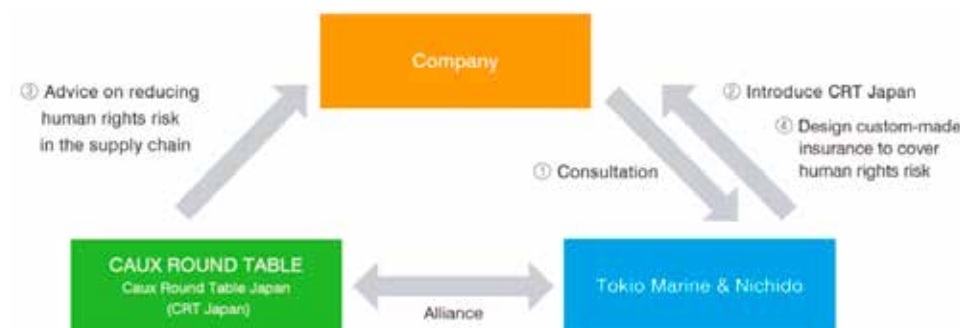 Company
③ Advice on reducing
human rights risk
in the supply chain
② Introduce CRT Japan
④ Design custom-made
insurance to cover
human rights risk
① Consultation
CAUX ROUND TABLE
Caux Round Table Japan
(CRT Japan)
Alliance
Tokio Marine & Nichido